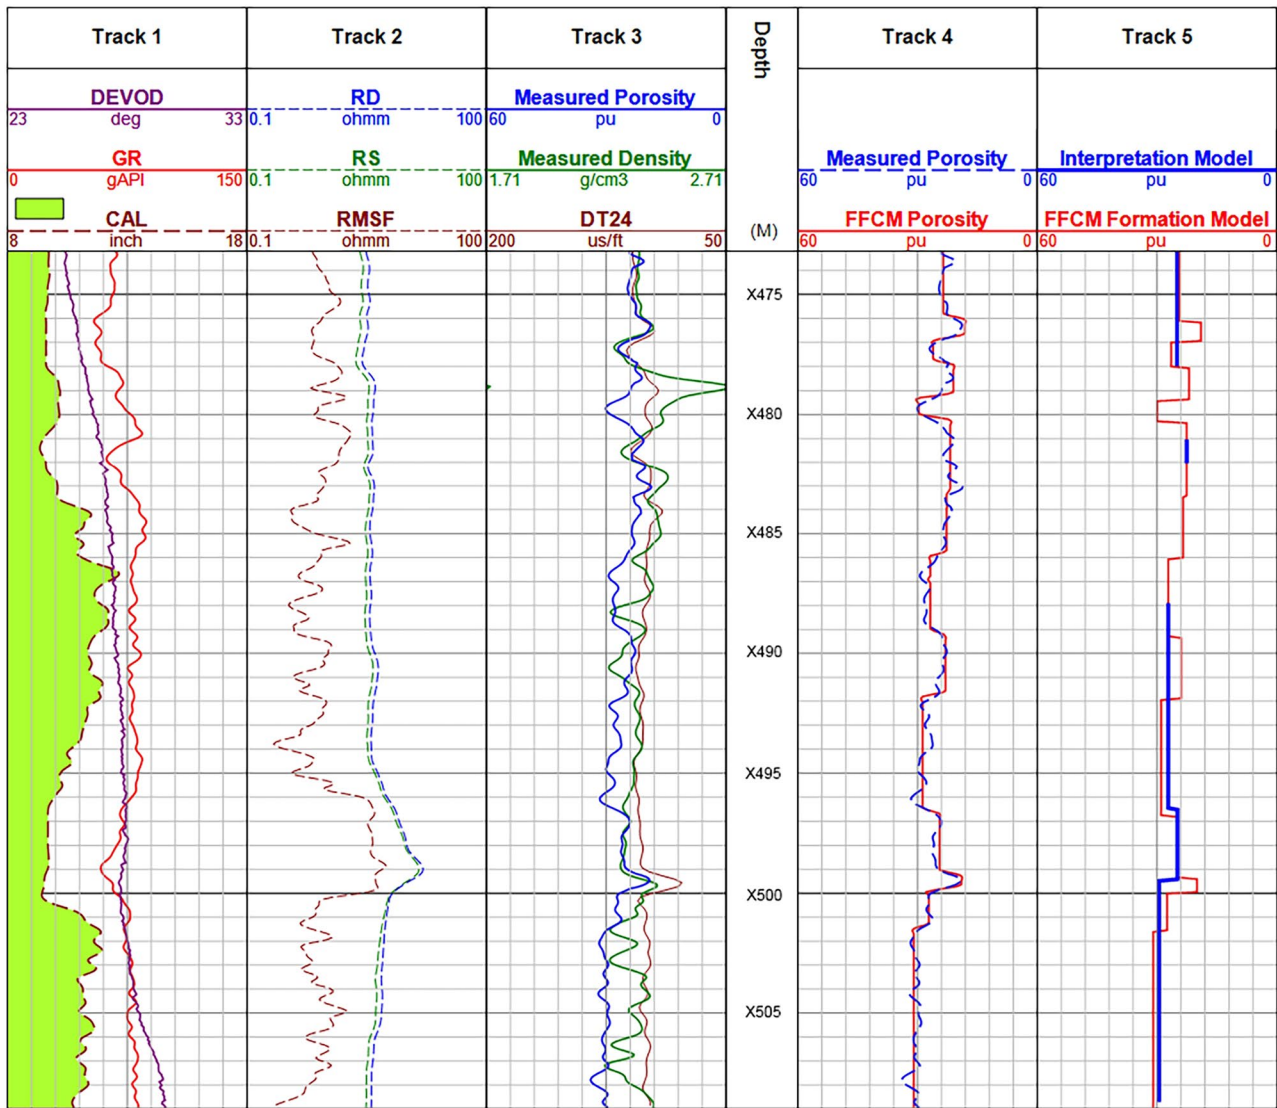 Track 1 Track 2 Track 3 Depth Track 4 Track 5
DEVOD RD Measured Porosity
23 deg 33 0.1 ohmm 100 60 pu 0
GR RS Measured Density Measured Porosity Interpretation Model
0 gAPI 150 0.1 ohmm 100 1.71 g/cm3 2.71 60 pu 0 60 pu 0
CAL RMSF DT24 (M) FFCM Porosity FFCM Formation Model
8 inch 18 0.1 ohmm 100 200 us/ft 50 60 pu 0 60 pu 0
X475
X480
X485
X490
X495
X500
X505